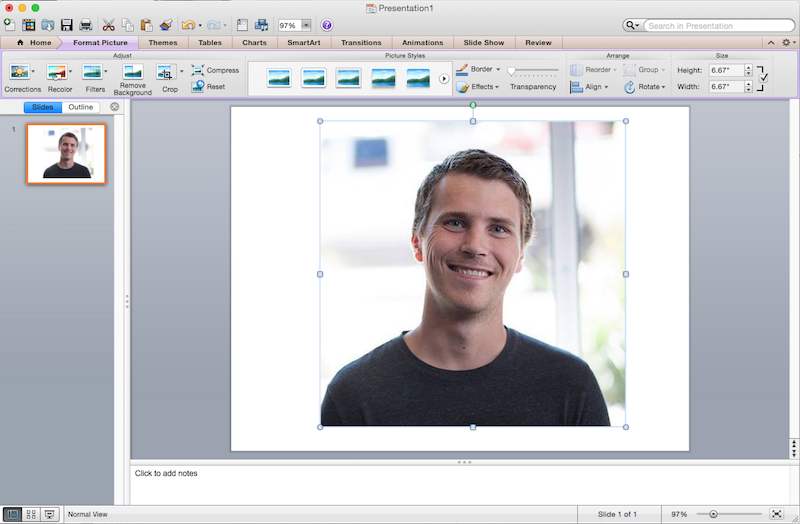 Presentation1
97%
Search in Presentation
Home Format Picture Themes Tables Charts SmartArt Transitions Animations Slide Show Review
Adjust Picture Styles Arrange Size
Corrections Recolor Filters Remove Background Crop Compress Reset
Border Effects Transparency
Reorder Group Align Rotate
Height: 6.67"
Width: 6.67"
Slides Outline
1
Click to add notes
Normal View Slide 1 of 1 97%